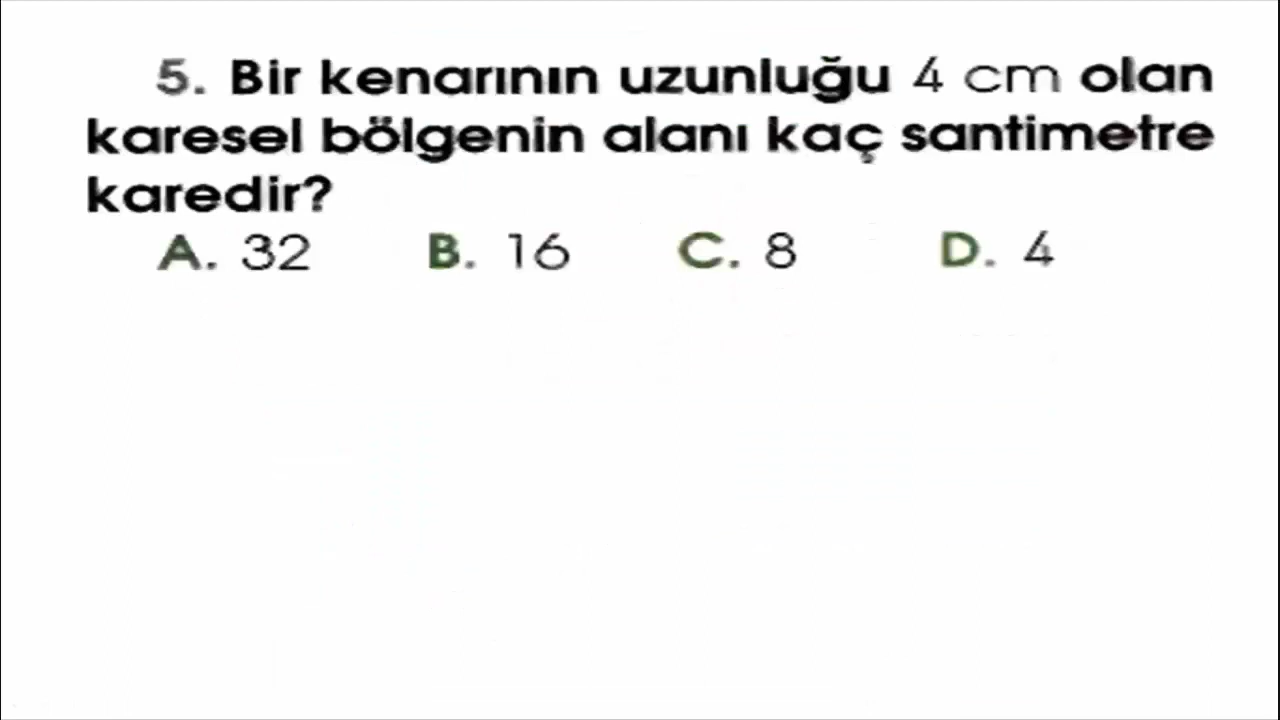 5. Bir kenarının uzunluğu 4 cm olan
karesel bölgenin alanı kaç santimetre
karedir?
A. 32 B. 16 C. 8 D. 4